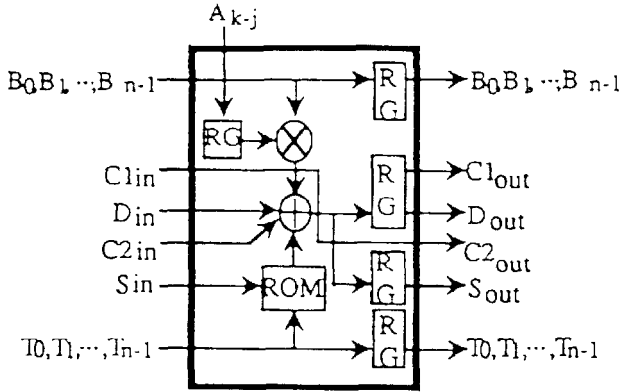 A k-j
B0,B1,···,B n-1
R G
B0,B1,···,B n-1
RG
C1in
R G
C1out
Din
Dout
C2in
C2out
Sin
ROM
R G
Sout
T0,T1,···,Tn-1
R G
T0,T1,···,Tn-1